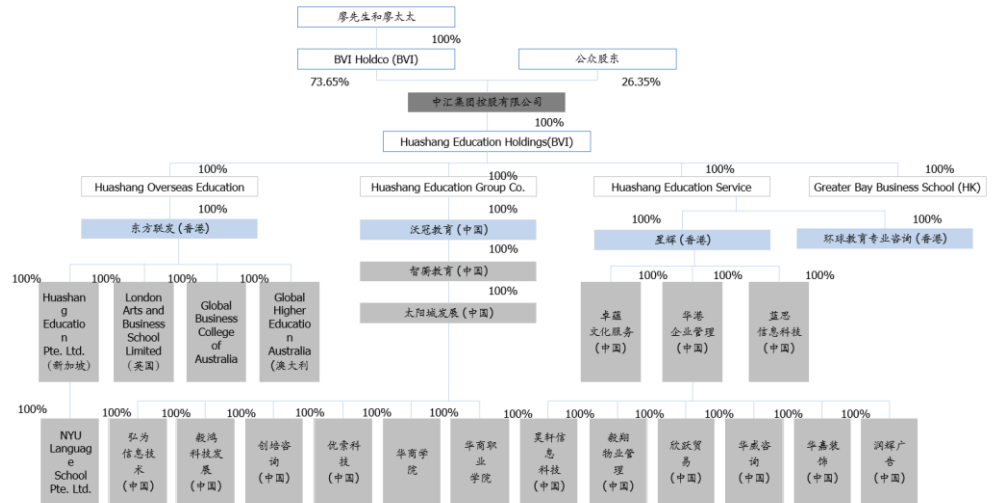 廖先生和廖太太
100%
BVI Holdco (BVI)
公众股东
73.65%
26.35%
中汇集团控股有限公司
100%
Huashang Education Holdings(BVI)
100%
100%
100%
100%
Huashang Overseas Education
Huashang Education Group Co.
Huashang Education Service
Greater Bay Business School (HK)
100%
100%
100%
100%
东方联发 (香港)
沃冠教育 (中国)
星辉 (香港)
环球教育专业咨询 (香港)
100%
智蘅教育 (中国)
100%
100%
100%
100%
100%
100%
100%
100%
太阳城发展 (中国)
Huashan
g
Educatio
n
Pte. Ltd.
(新加坡)
London
Arts and
Business
School
Limited
(英国)
Global
Business
College
of
Australia
Global
Higher
Educatio
n
Australia
(澳大利
卓蕴
文化服务
(中国)
华港
企业管理
(中国)
蓝思
信息科技
(中国)
100%
100%
100%
100%
100%
100%
100%
100%
100%
100%
100%
100%
100%
NYU
Languag
e
School
Pte. Ltd.
弘为
信息技
术
(中国)
毅鸿
科技发
展
(中国)
创培咨
询
(中国)
优索科
技
(中国)
华商学
院
华商职业
学院
昊轩信
息
科技
(中国)
毅翔
物业管
理
(中国)
欣跃贸
易
(中国)
华威咨
询
(中国)
华嘉装
饰
(中国)
润辉广
告
(中国)